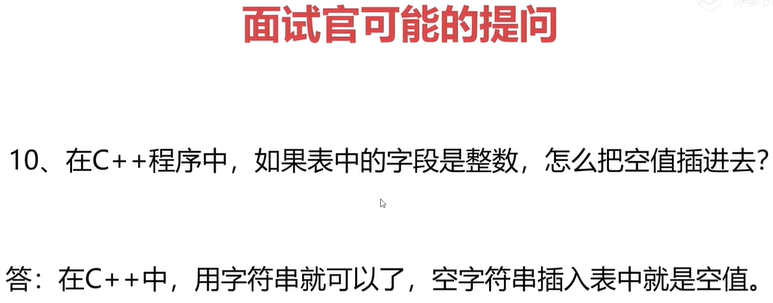 面试官可能的提问
10、在C++程序中，如果表中的字段是整数，怎么把空值插进去？
答：在C++中，用字符串就可以了，空字符串插入表中就是空值。